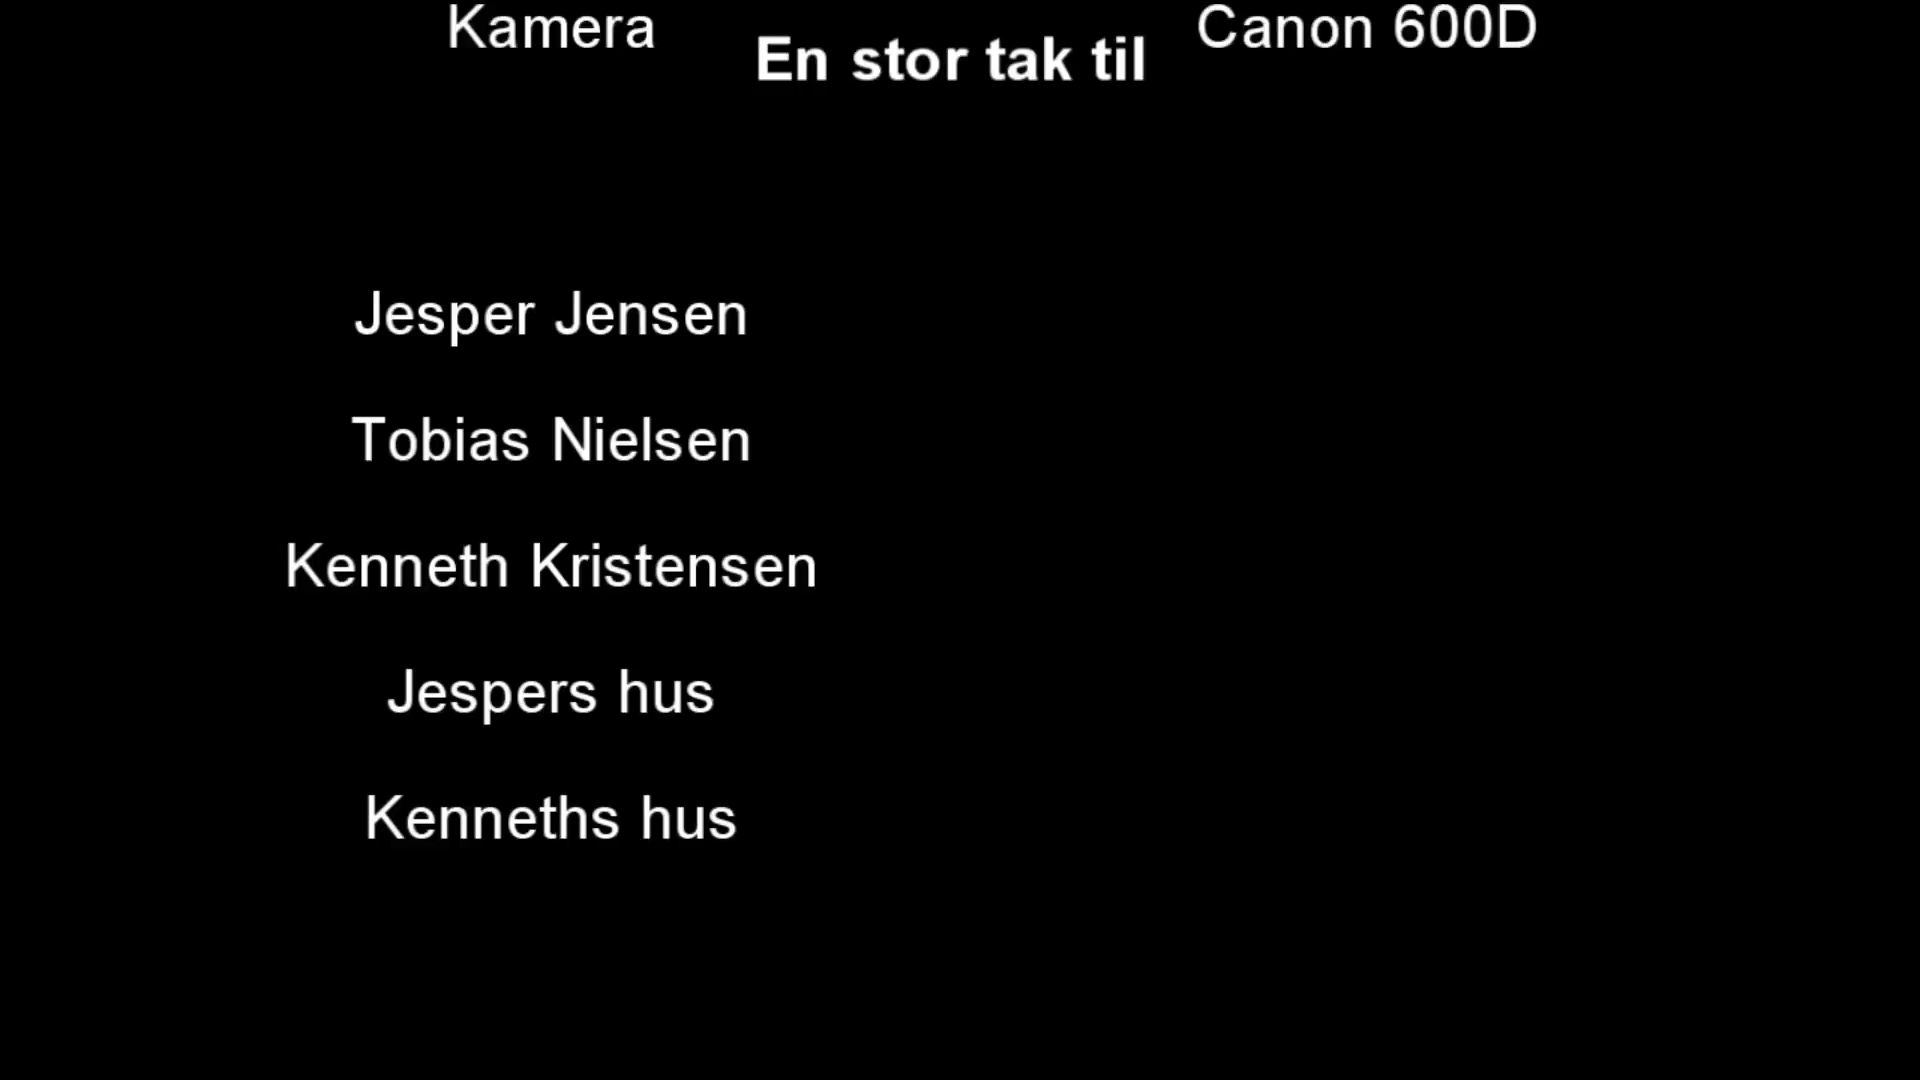 Kamera Canon 600D
En stor tak til
Jesper Jensen
Tobias Nielsen
Kenneth Kristensen
Jespers hus
Kenneths hus